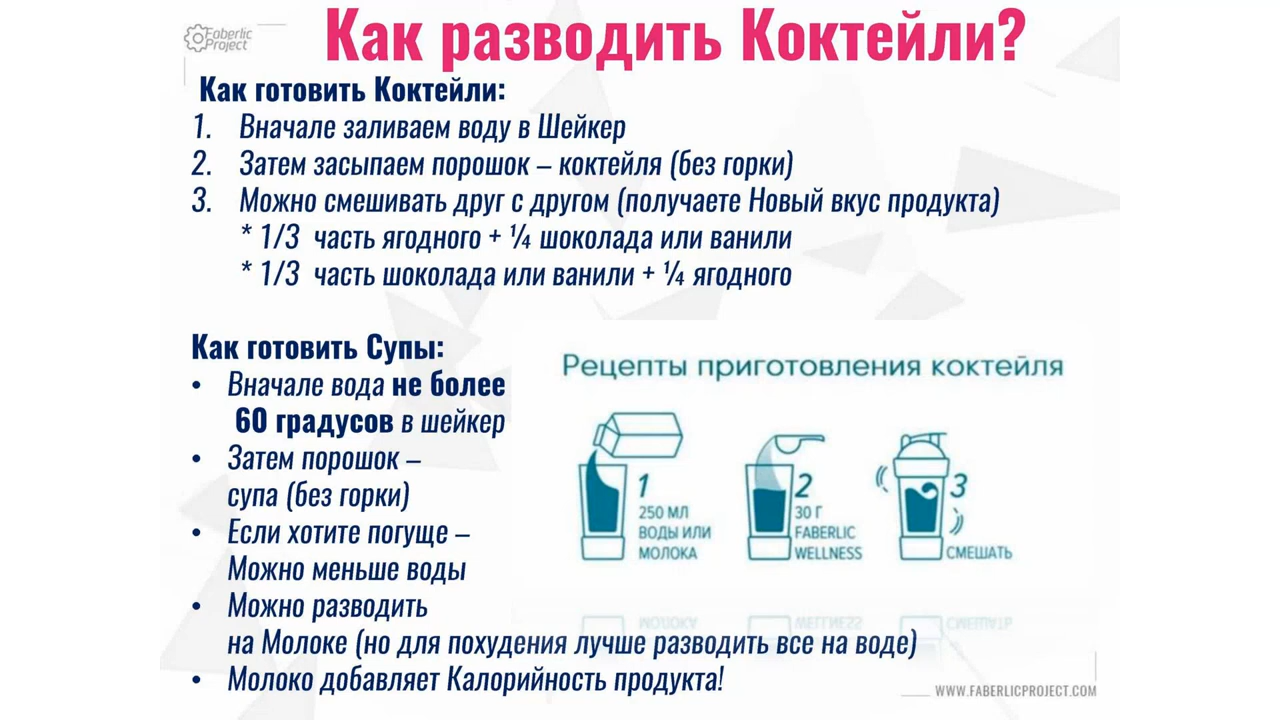 Faberlic
Project
Как разводить Коктейли?
Как готовить Коктейли:
1. Вначале заливаем воду в Шейкер
2. Затем засыпаем порошок – коктейля (без горки)
3. Можно смешивать друг с другом (получаете Новый вкус продукта)
* 1/3 часть ягодного + ¼ шоколада или ванили
* 1/3 часть шоколада или ванили + ¼ ягодного
Как готовить Супы:
• Вначале вода не более
60 градусов в шейкер
• Затем порошок –
супа (без горки)
• Если хотите погуще –
Можно меньше воды
• Можно разводить
на Молоке (но для похудения лучше разводить все на воде)
• Молоко добавляет Калорийность продукта!
Рецепты приготовления коктейля
1
250 МЛ
ВОДЫ ИЛИ
МОЛОКА
2
30 Г
FABERLIC
WELLNESS
3
СМЕШАТЬ
WWW.FABERLICPROJECT.COM